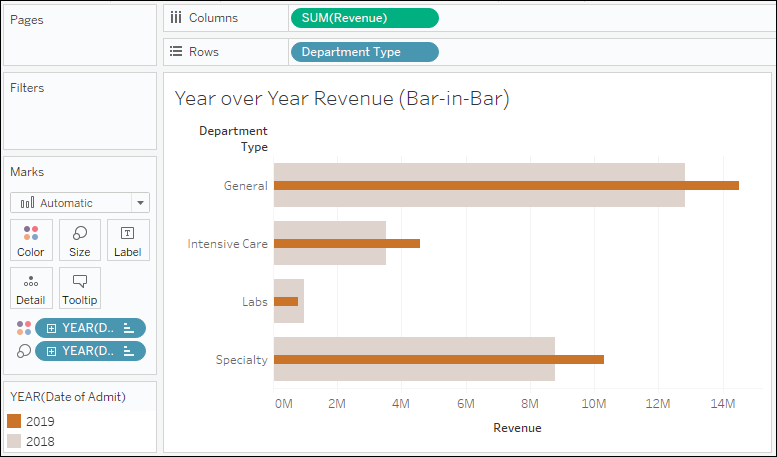 Pages
Columns
SUM(Revenue)
Rows
Department Type
Filters
Marks
Automatic
Color
Size
Label
Detail
Tooltip
YEAR(D..
YEAR(D..
YEAR(Date of Admit)
2019
2018
Year over Year Revenue (Bar-in-Bar)
Department
Type
General
Intensive Care
Labs
Specialty
0M 2M 4M 6M 8M 10M 12M 14M
Revenue